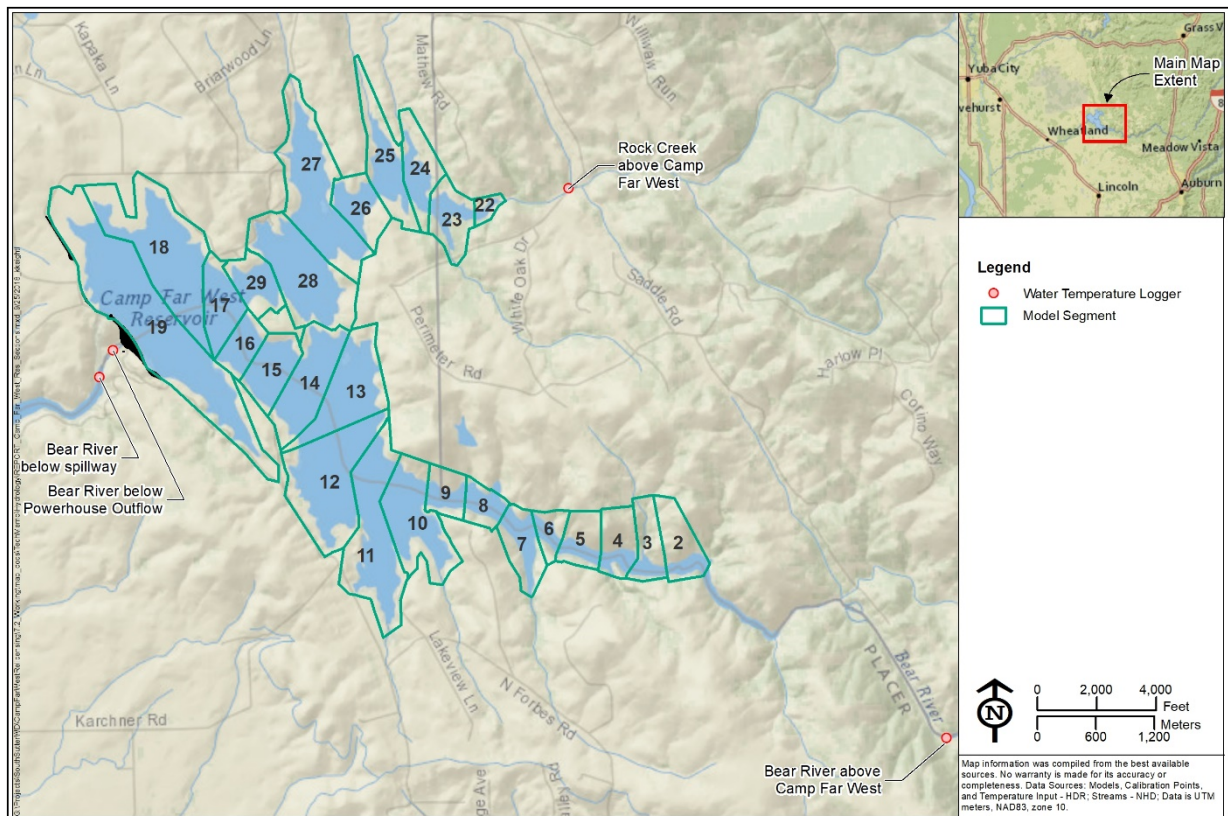 Kapaka Ln
Briarwood Ln
Mathew Rd
Williwaw Run
Rock Creek
above Camp
Far West
27
25
24
26
22
23
18
28
29
17
Camp Far West
Reservoir
19
16
15
14
13
White Oak Dr
Saddle Rd
Perimeter Rd
Harlow Pl
Cofino Way
Bear River
below spillway
Bear River below
Powerhouse Outflow
12
9
8
10
11
7
6
5
4
3
2
Lakeview Ln
N Forbes Rd
Karchner Rd
PLACER
Bear River
Bear River above
Camp Far West
Yuba City
Grass V
Main Map
Extent
Wheatland
Meadow Vista
Lincoln
Auburn
Legend
Water Temperature Logger
Model Segment
N
0 2,000 4,000
Feet
Meters
0 600 1,200
Map information was compiled from the best available
sources. No warranty is made for its accuracy or
completeness. Data Sources: Models, Calibration Points,
and Temperature Input - HDR; Streams - NHD; Data is UTM
meters, NAD83, zone 10.